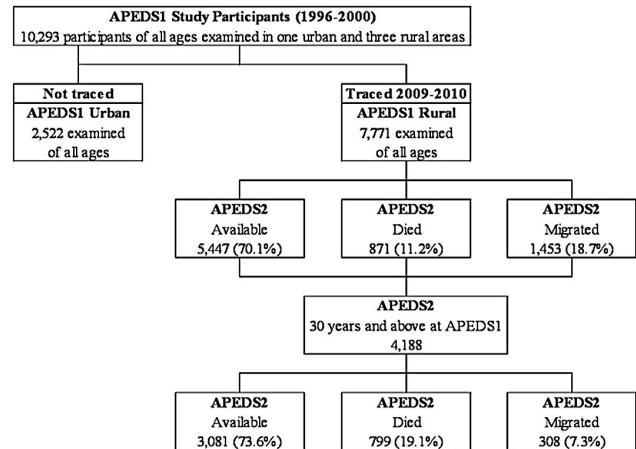 APEDS1 Study Participants (1996-2000)
10,293 participants of all ages examined in one urban and three rural areas
Not traced
APEDS1 Urban
2,522 examined
of all ages
Traced 2009-2010
APEDS1 Rural
7,771 examined
of all ages
APEDS2
Available
5,447 (70.1%)
APEDS2
Died
871 (11.2%)
APEDS2
Migrated
1,453 (18.7%)
APEDS2
30 years and above at APEDS1
4,188
APEDS2
Available
3,081 (73.6%)
APEDS2
Died
799 (19.1%)
APEDS2
Migrated
308 (7.3%)